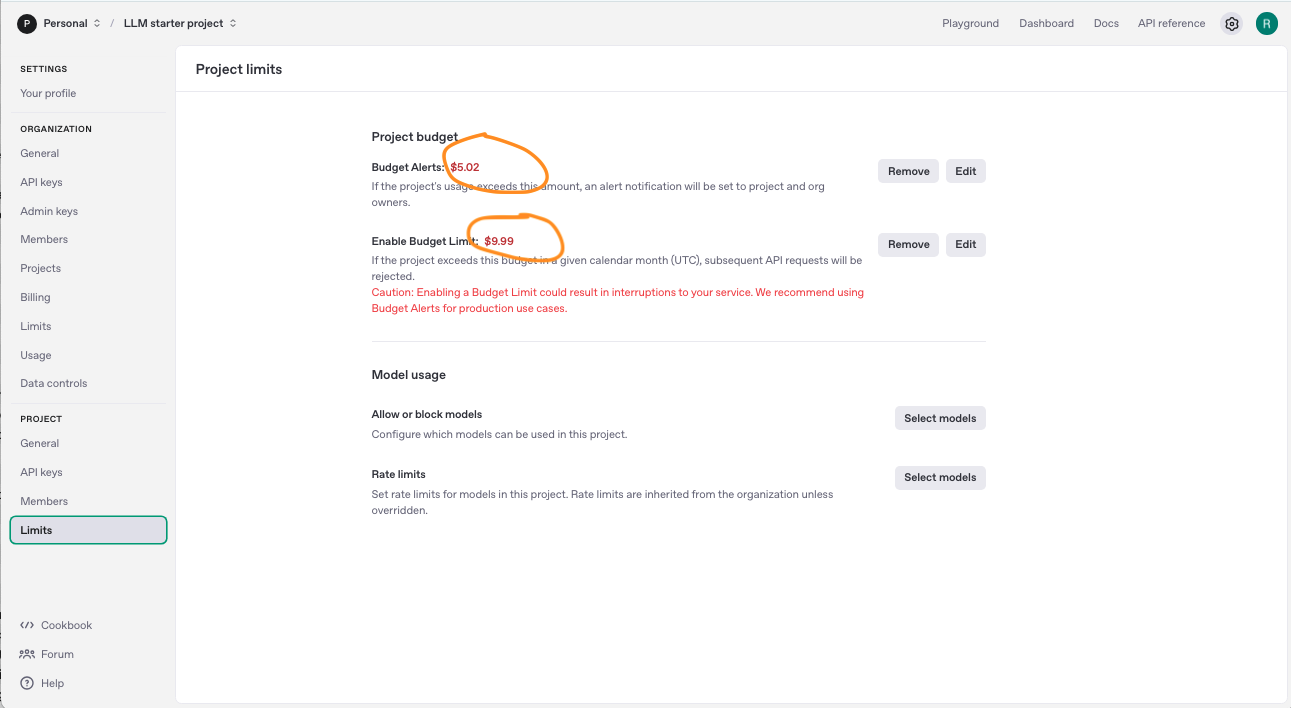 P Personal / LLM starter project
Playground Dashboard Docs API reference R
SETTINGS
Your profile
ORGANIZATION
General
API keys
Admin keys
Members
Projects
Billing
Limits
Usage
Data controls
PROJECT
General
API keys
Members
Limits
Cookbook
Forum
Help
Project limits
Project budget
Budget Alerts: $5.02
If the project's usage exceeds this amount, an alert notification will be set to project and org
owners.
Remove Edit
Enable Budget Limit: $9.99
If the project exceeds this budget in a given calendar month (UTC), subsequent API requests will be
rejected.
Caution: Enabling a Budget Limit could result in interruptions to your service. We recommend using
Budget Alerts for production use cases.
Remove Edit
Model usage
Allow or block models
Configure which models can be used in this project.
Select models
Rate limits
Set rate limits for models in this project. Rate limits are inherited from the organization unless
overridden.
Select models